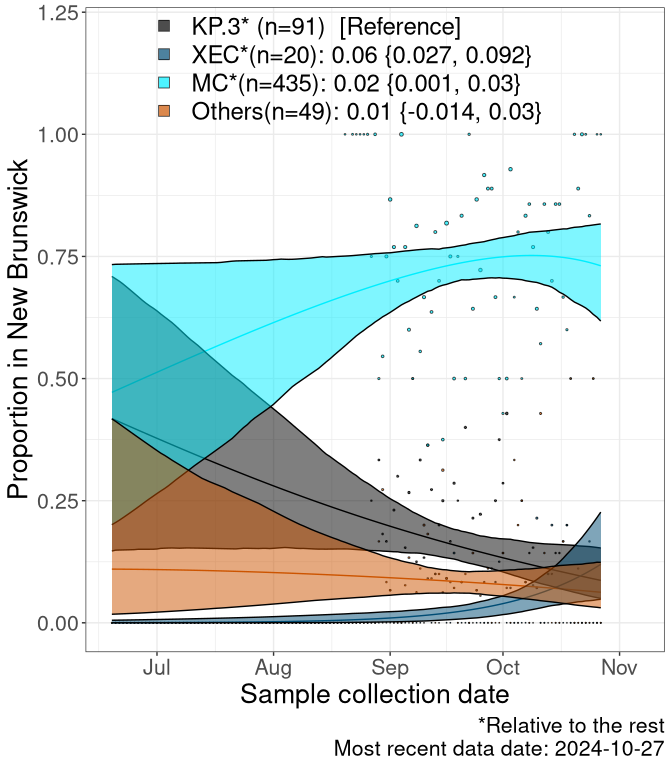 KP.3* (n=91)  [Reference]
XEC*(n=20): 0.06 {0.027, 0.092}
MC*(n=435): 0.02 {0.001, 0.03}
Others(n=49): 0.01 {-0.014, 0.03}
Proportion in New Brunswick
1.25
1.00
0.75
0.50
0.25
0.00
Jul Aug Sep Oct Nov
Sample collection date
*Relative to the rest
Most recent data date: 2024-10-27